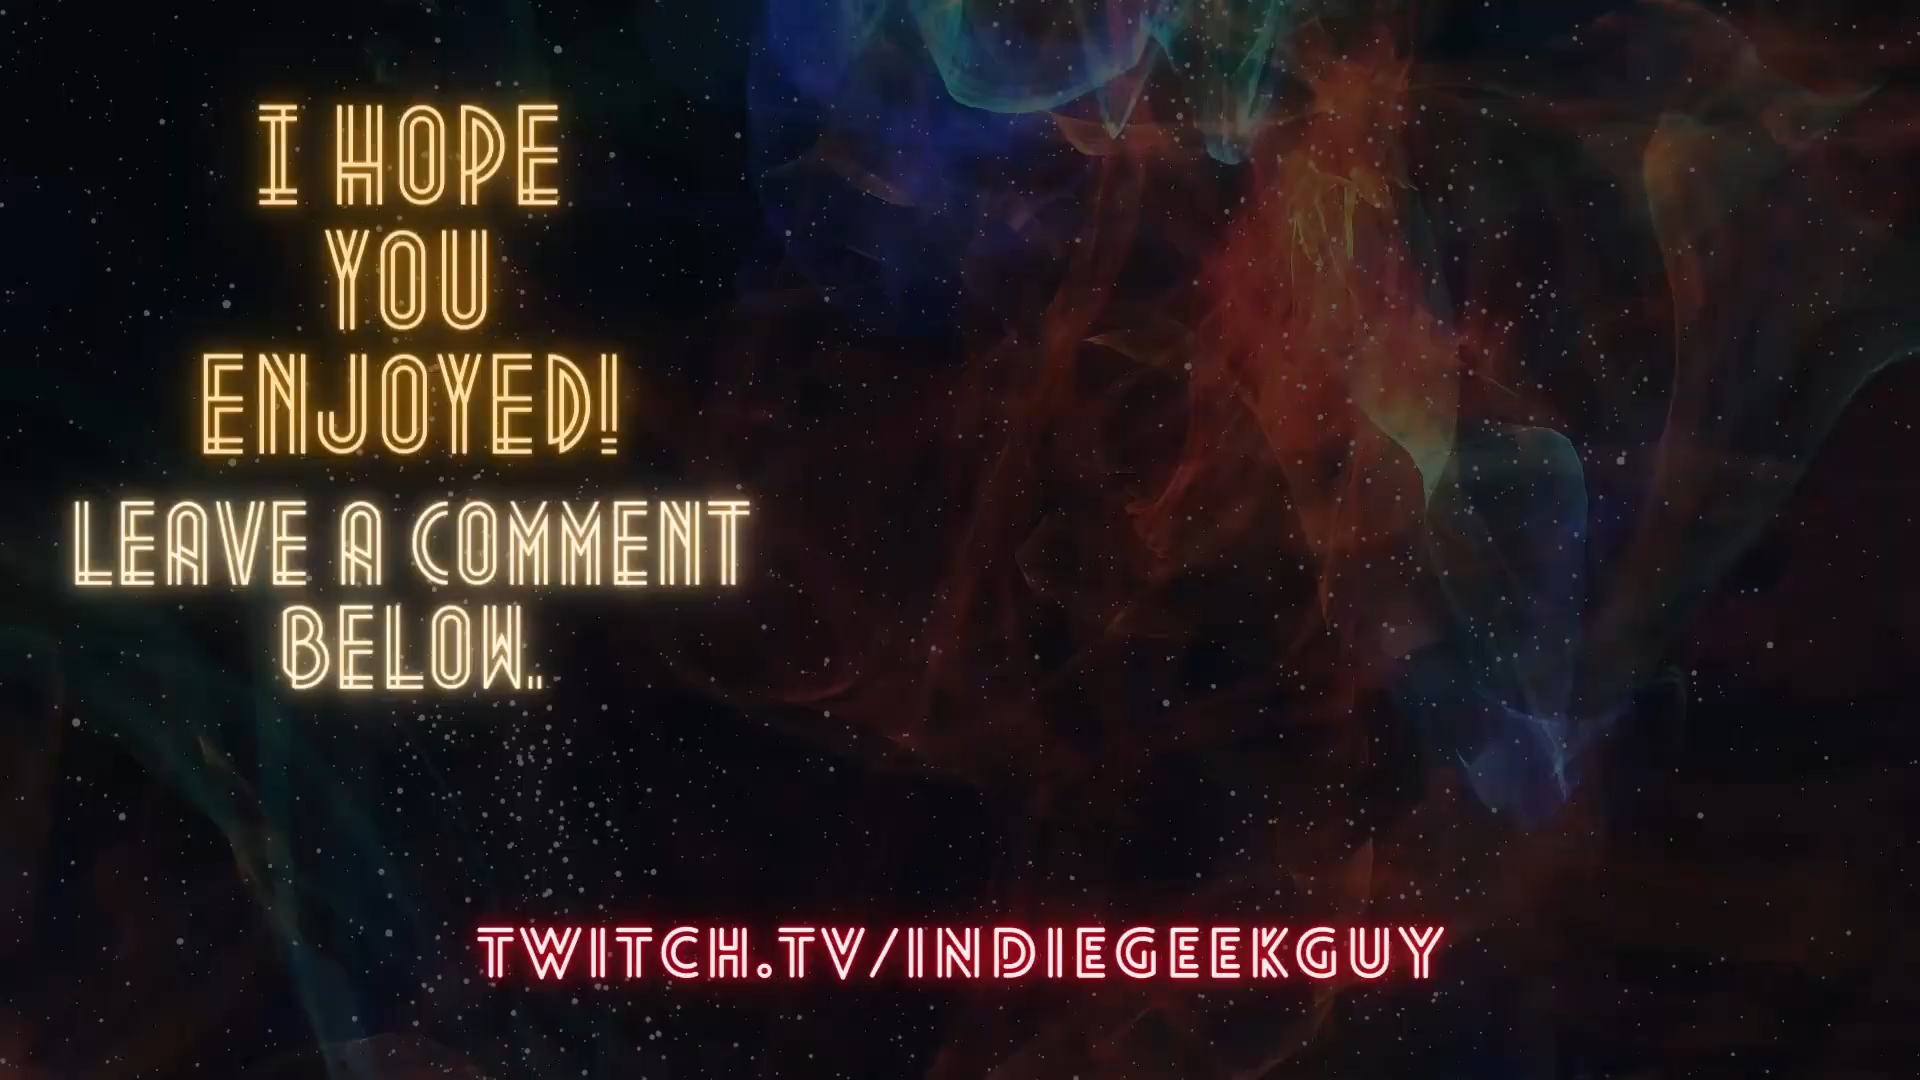 I HOPE
YOU
ENJOYED!
LEAVE A COMMENT
BELOW..
TWITCH.TV/INDIEGEEKGUY